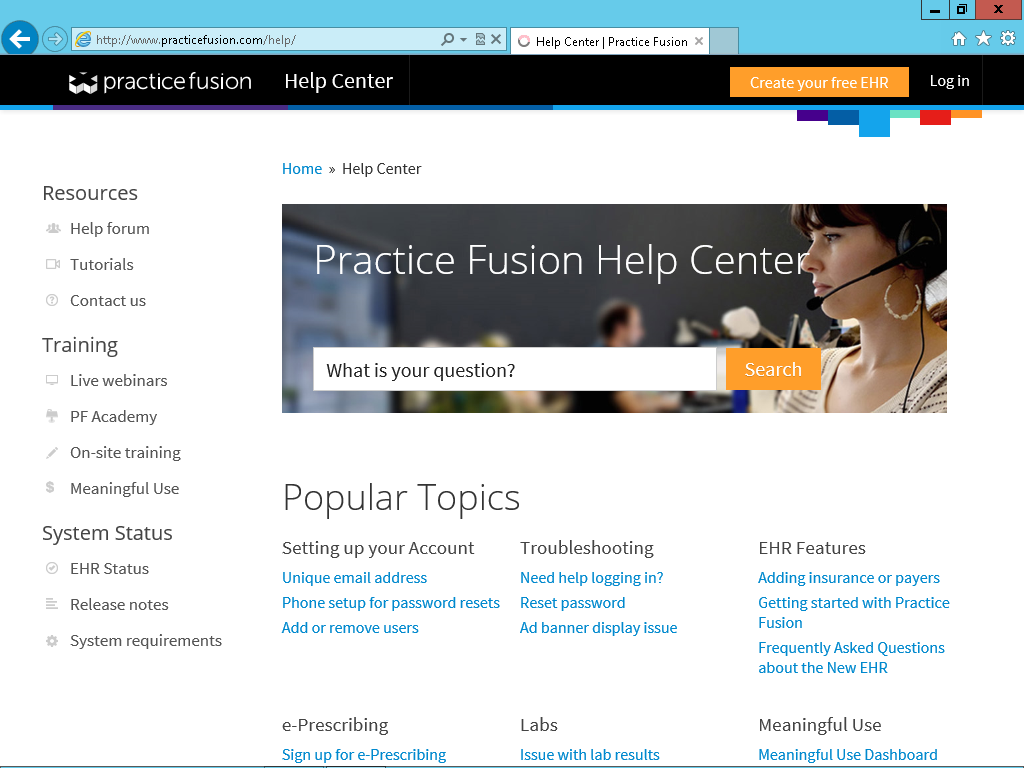 http://www.practicefusion.com/help/
Help Center | Practice Fusion
practice fusion
Help Center
Create your free EHR
Log in
Home » Help Center
Resources
Help forum
Tutorials
Contact us
Training
Live webinars
PF Academy
On-site training
$ Meaningful Use
System Status
EHR Status
Release notes
System requirements
Practice Fusion Help Center
What is your question?
Search
Popular Topics
Setting up your Account
Unique email address
Phone setup for password resets
Add or remove users
Troubleshooting
Need help logging in?
Reset password
Ad banner display issue
EHR Features
Adding insurance or payers
Getting started with Practice
Fusion
Frequently Asked Questions
about the New EHR
e-Prescribing
Sign up for e-Prescribing
Labs
Issue with lab results
Meaningful Use
Meaningful Use Dashboard